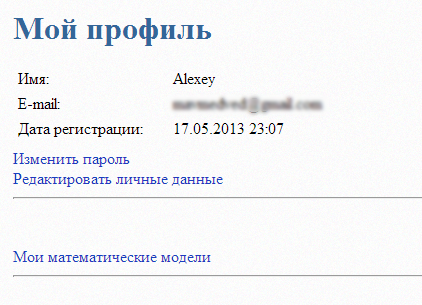 Мой профиль
Имя: Alexey
E-mail:
Дата регистрации: 17.05.2013 23:07
Изменить пароль
Редактировать личные данные
Мои математические модели